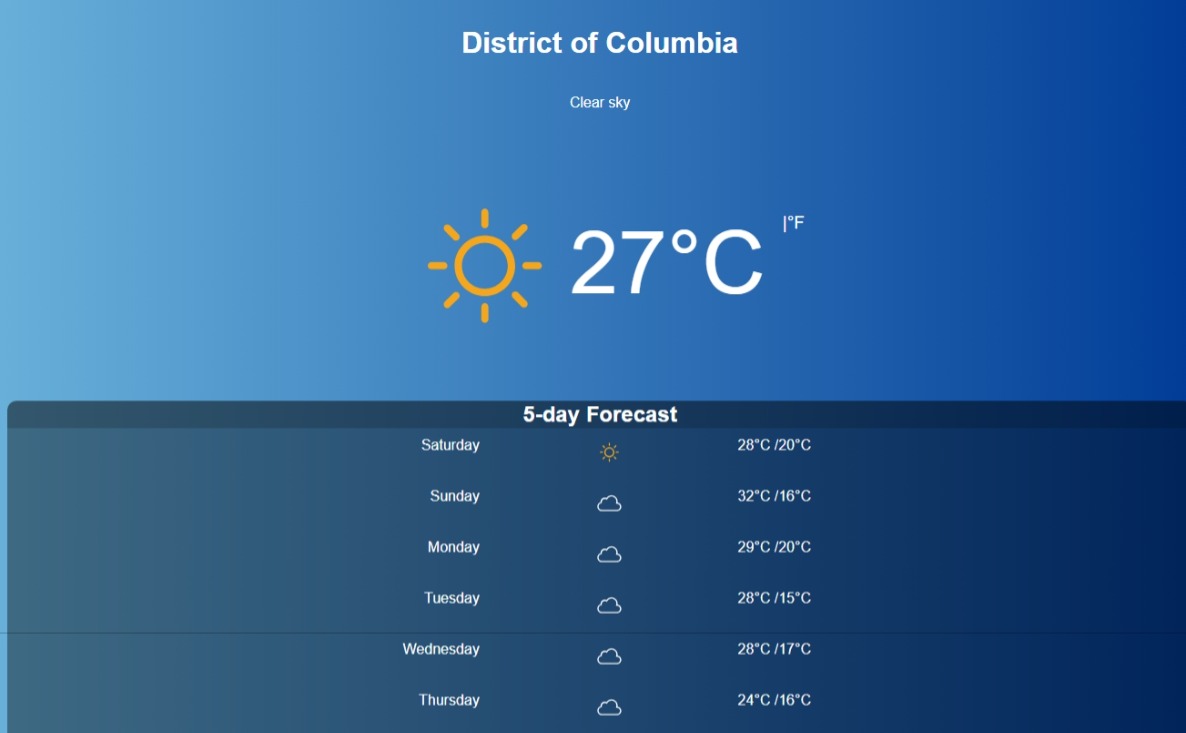 District of Columbia
Clear sky
27°C |°F
5-day Forecast
Saturday 28°C /20°C
Sunday 32°C /16°C
Monday 29°C /20°C
Tuesday 28°C /15°C
Wednesday 28°C /17°C
Thursday 24°C /16°C